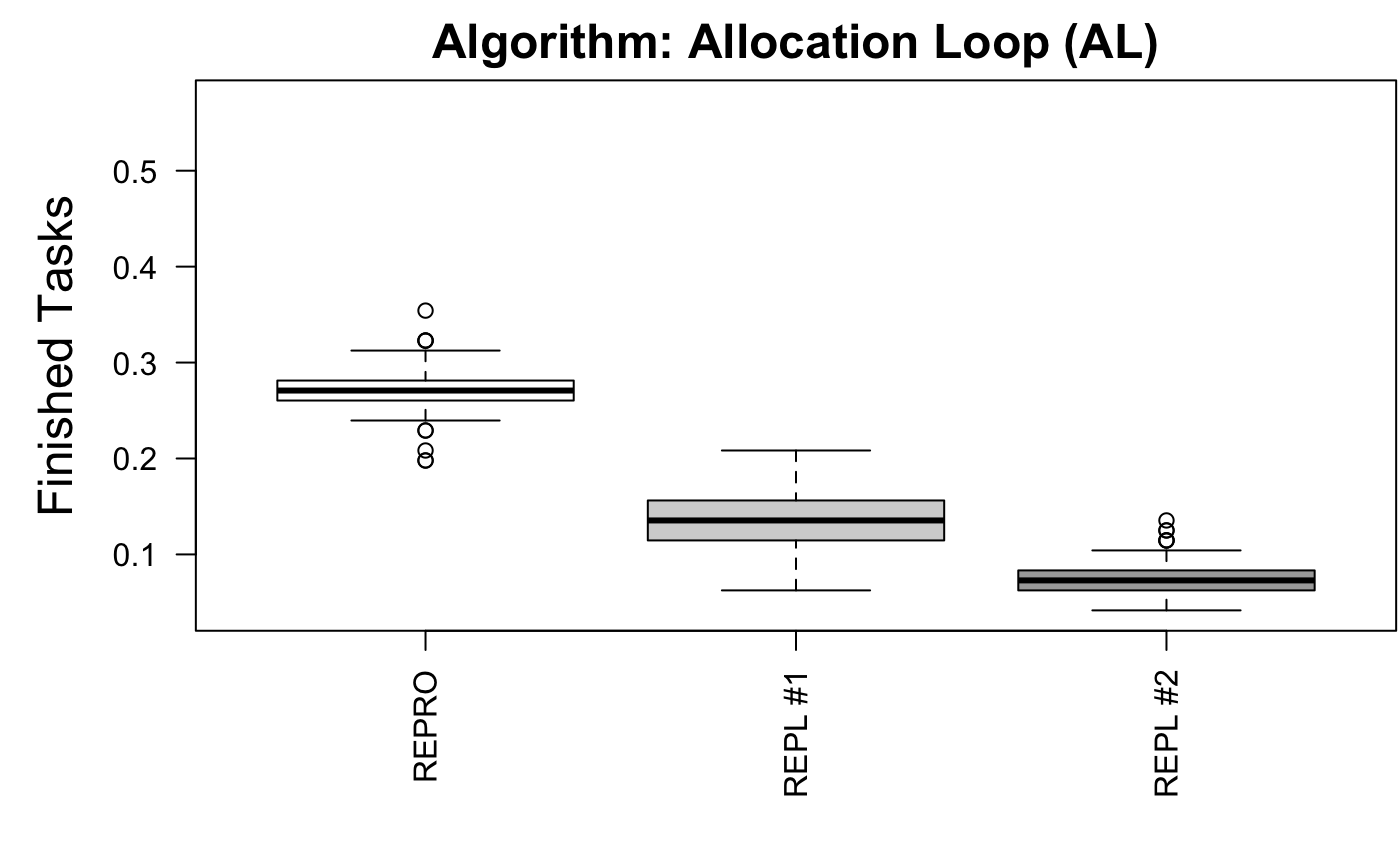 Algorithm: Allocation Loop (AL)
Finished Tasks
0.5
0.4
0.3
0.2
0.1
REPRO
REPL #1
REPL #2